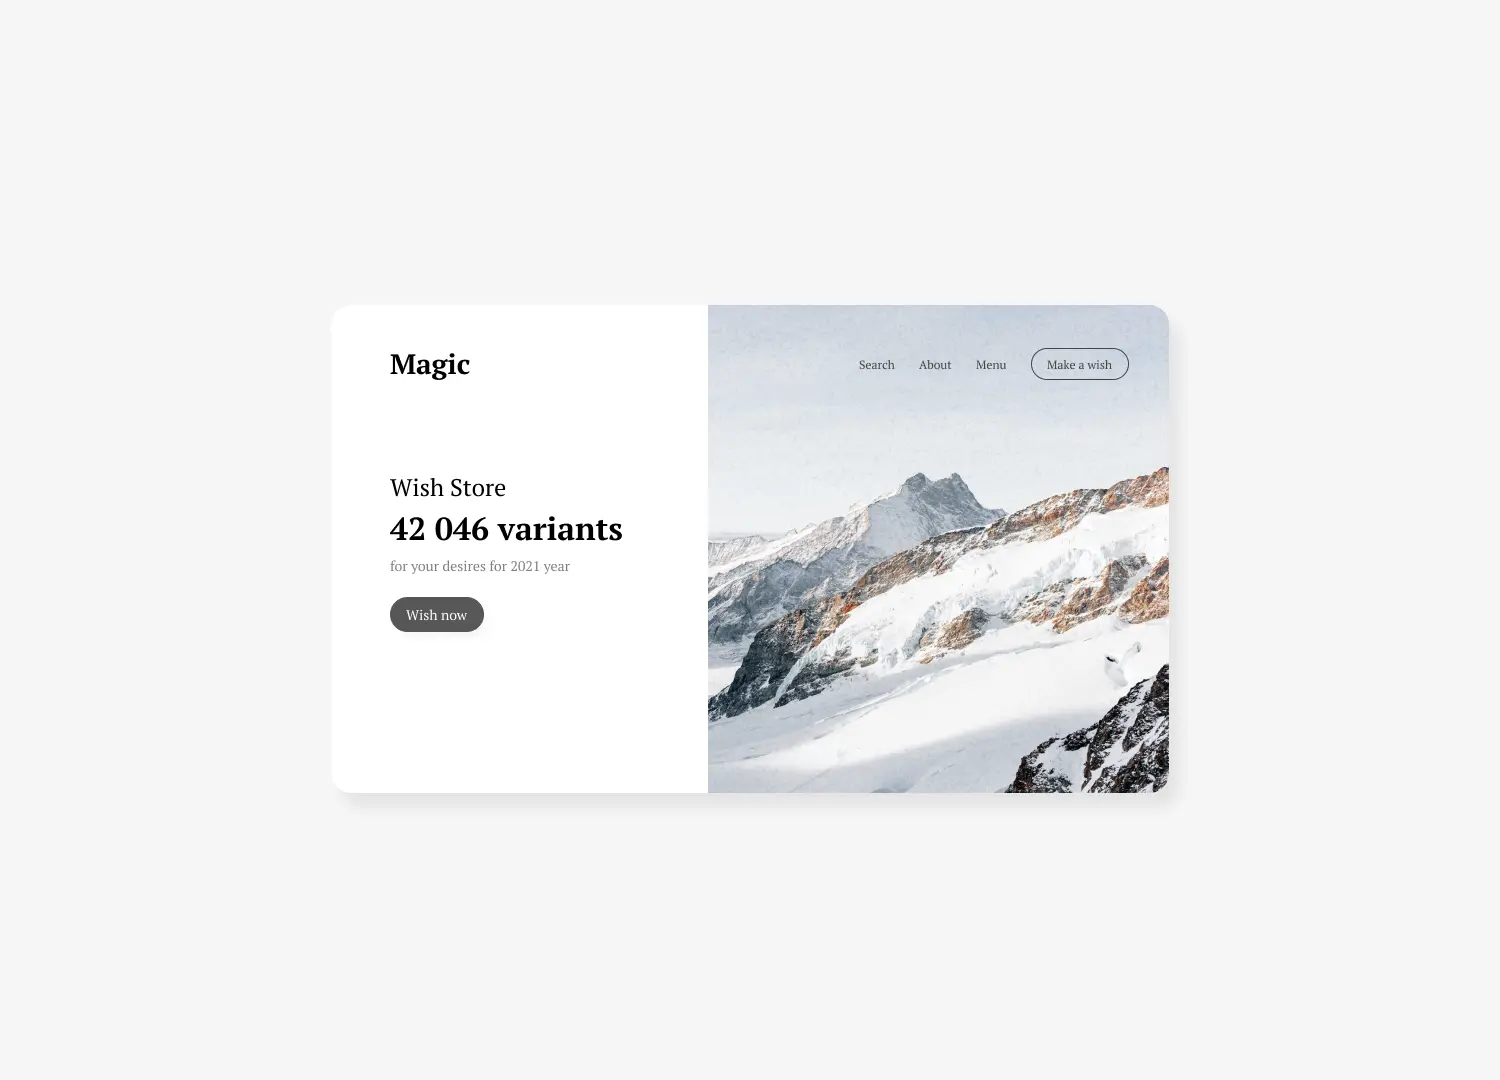 Magic
Search About Menu Make a wish
Wish Store
42 046 variants
for your desires for 2021 year
Wish now